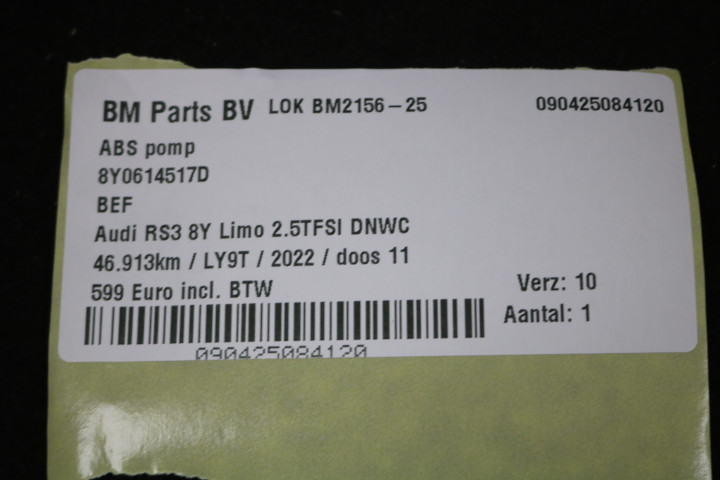 BM Parts BV LOK BM2156-25 090425084120
ABS pomp
8Y0614517D
BEF
Audi RS3 8Y Limo 2.5TFSI DNWC
46.913km / LY9T / 2022 / doos 11
599 Euro incl. BTW
Verz: 10
Aantal: 1
090425084120